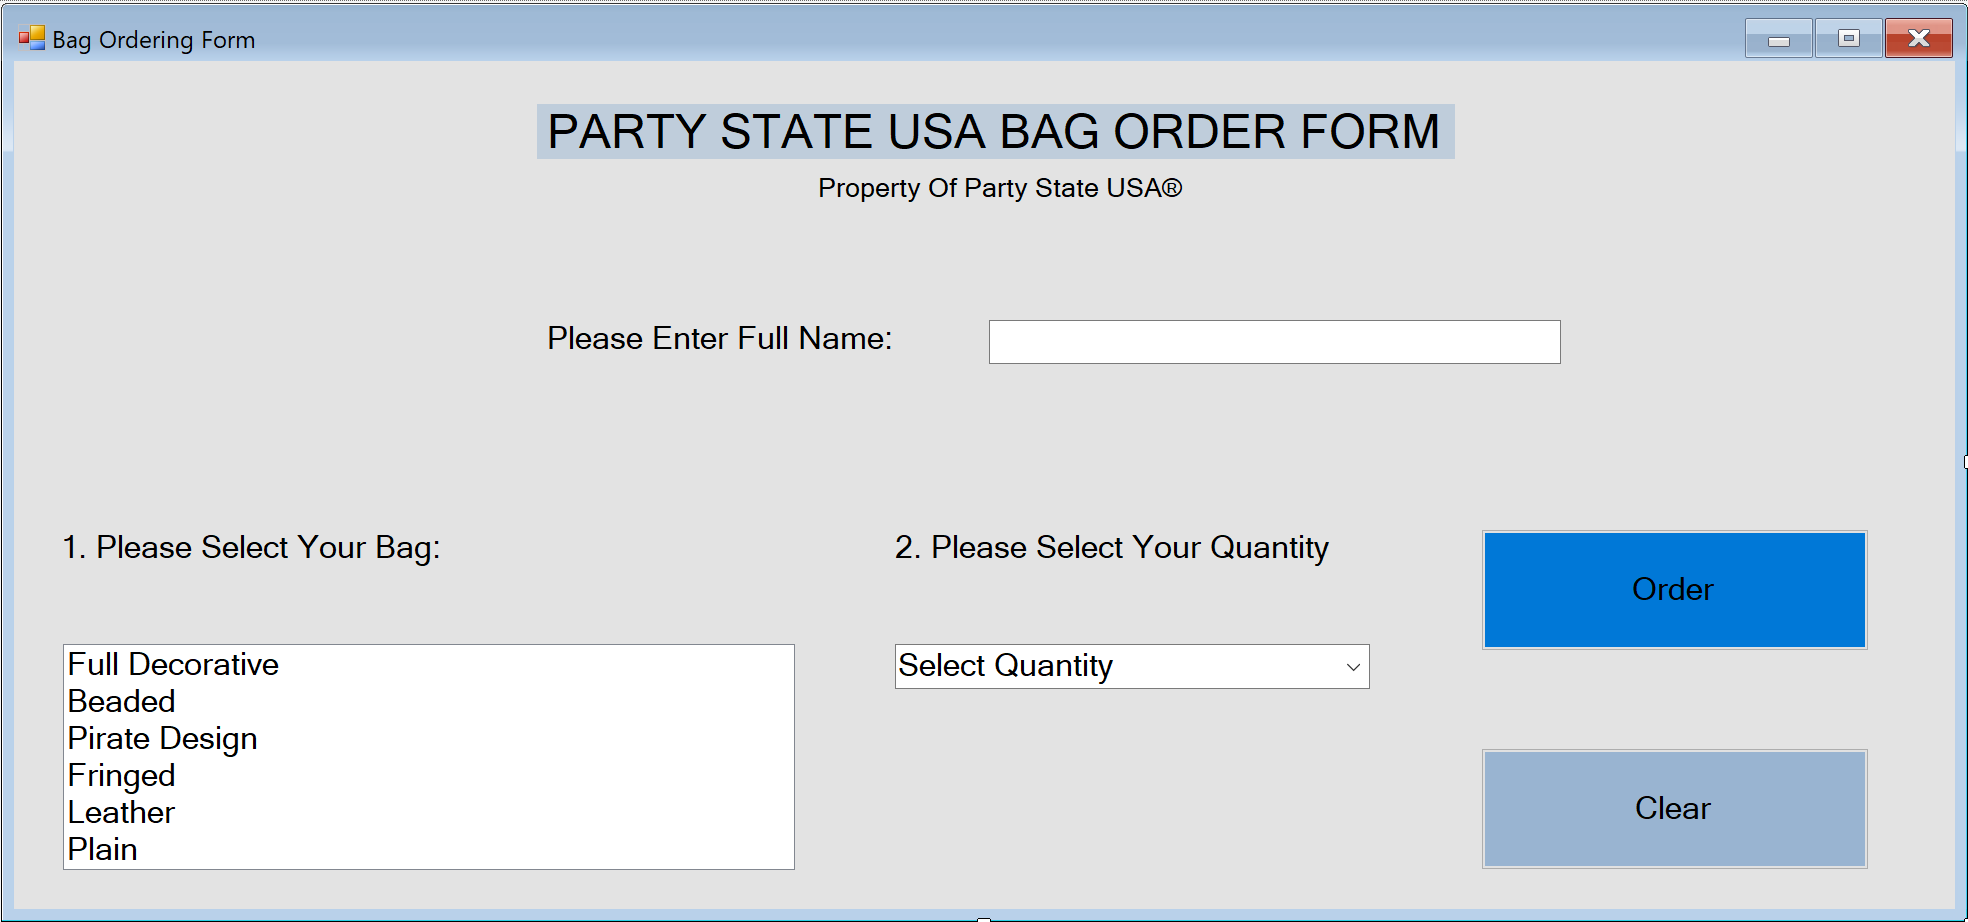 Bag Ordering Form
PARTY STATE USA BAG ORDER FORM
Property Of Party State USA®
Please Enter Full Name:
1. Please Select Your Bag:
2. Please Select Your Quantity
Order
Full Decorative
Beaded
Pirate Design
Fringed
Leather
Plain
Select Quantity
Clear